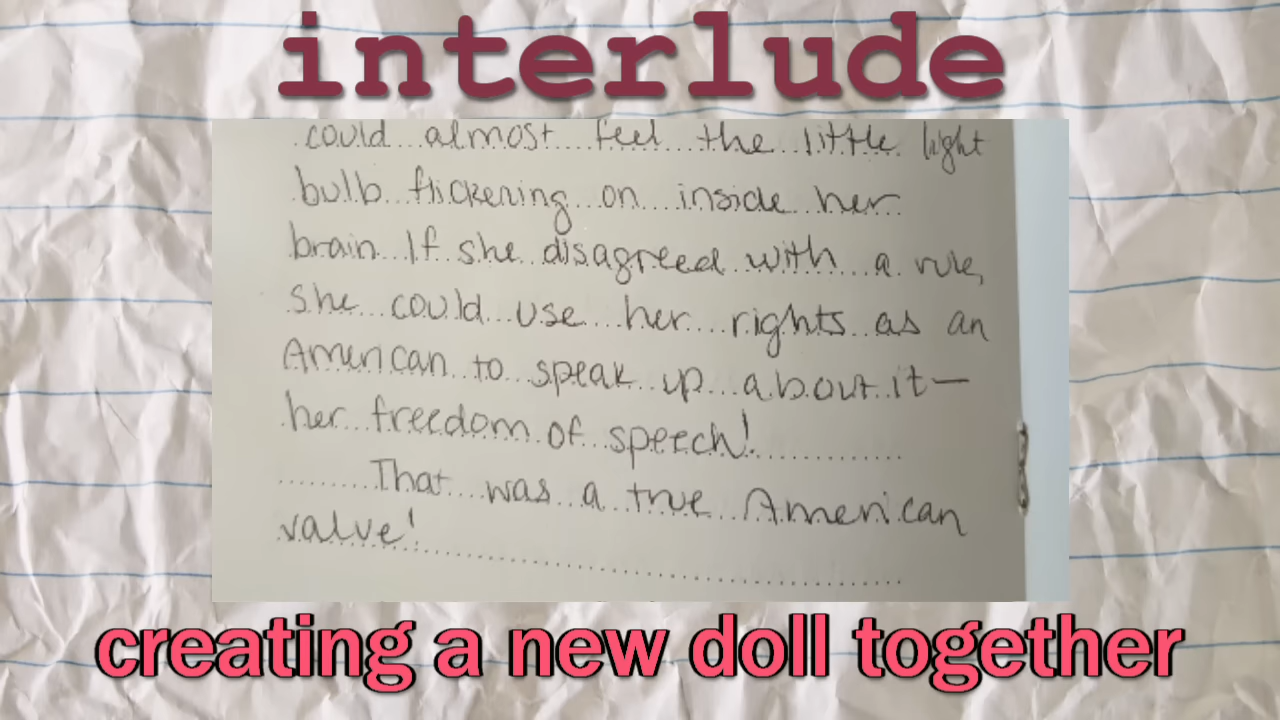 interlude
could almost feel the little light
bulb flickering on inside her
brain. If she disagreed with a rule,
she could use her rights as an
American to speak up about it—
her freedom of speech!
That was a true American
value!
creating a new doll together